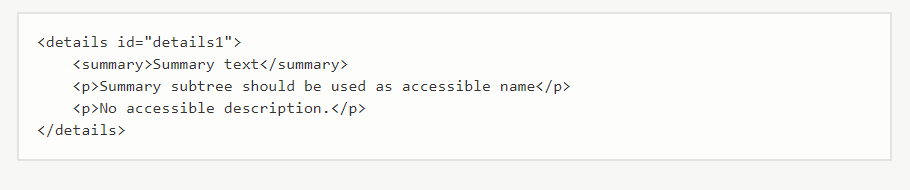 <details id="details1">
    <summary>Summary text</summary>
    <p>Summary subtree should be used as accessible name</p>
    <p>No accessible description.</p>
</details>